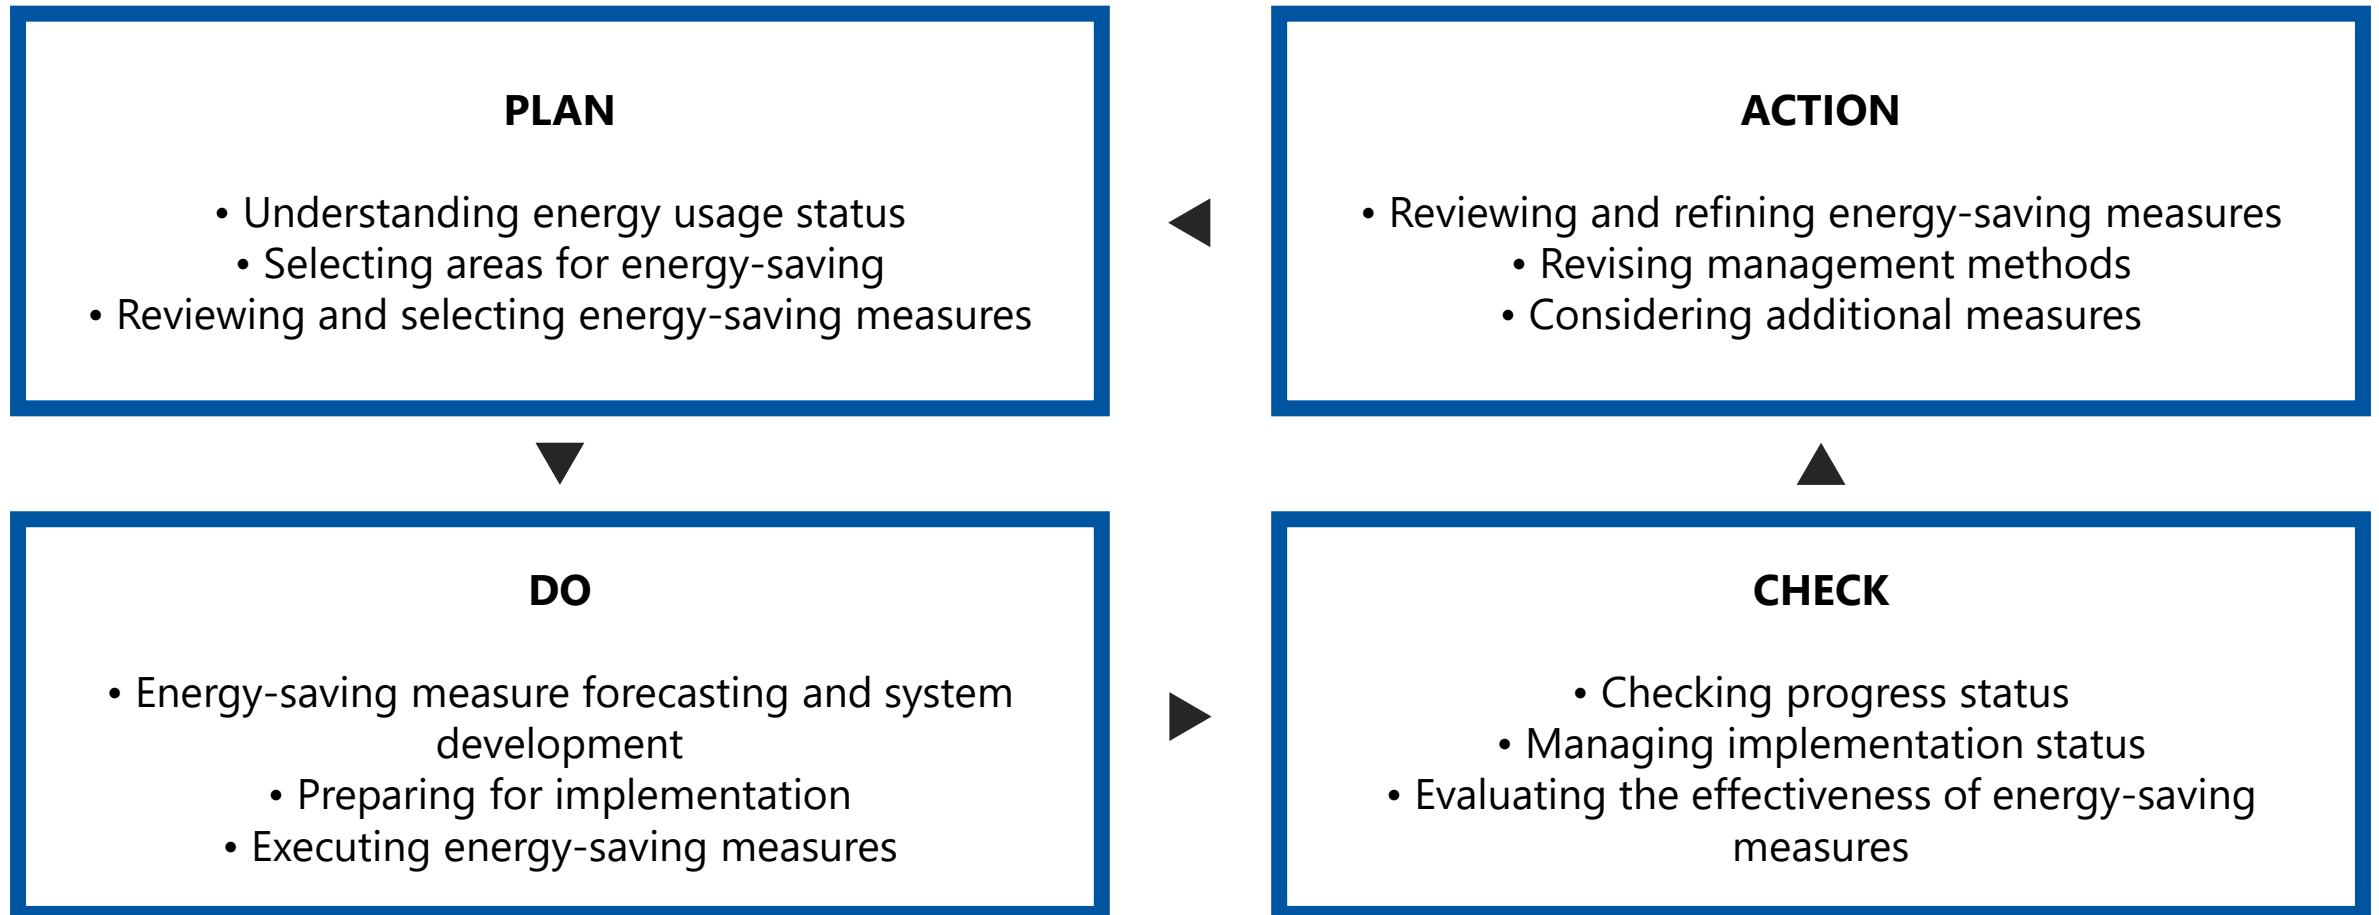 PLAN
• Understanding energy usage status
• Selecting areas for energy-saving
• Reviewing and selecting energy-saving measures
ACTION
• Reviewing and refining energy-saving measures
• Revising management methods
• Considering additional measures
DO
• Energy-saving measure forecasting and system
development
• Preparing for implementation
• Executing energy-saving measures
CHECK
• Checking progress status
• Managing implementation status
• Evaluating the effectiveness of energy-saving
measures